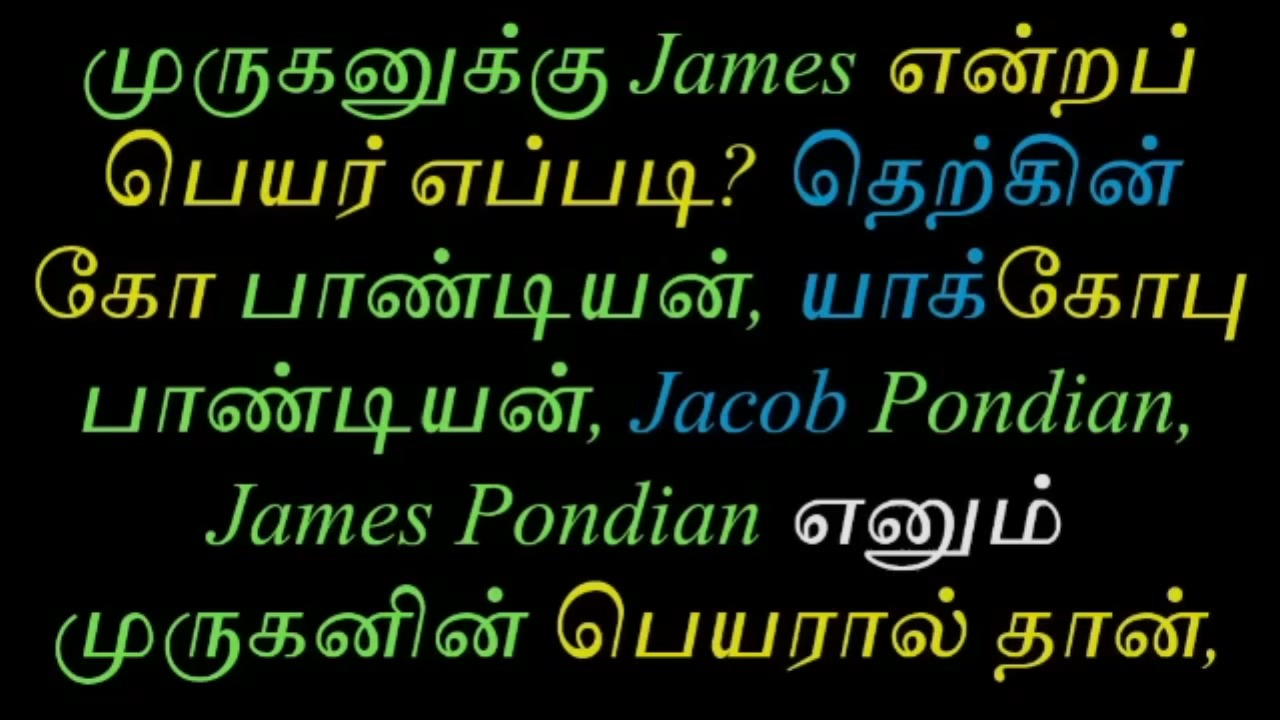 முருகனுக்கு James என்றப்
பெயர் எப்படி? தெற்கின்
கோ பாண்டியன், யாக்கோபு
பாண்டியன், Jacob Pondian,
James Pondian எனும்
முருகனின் பெயரால் தான்,